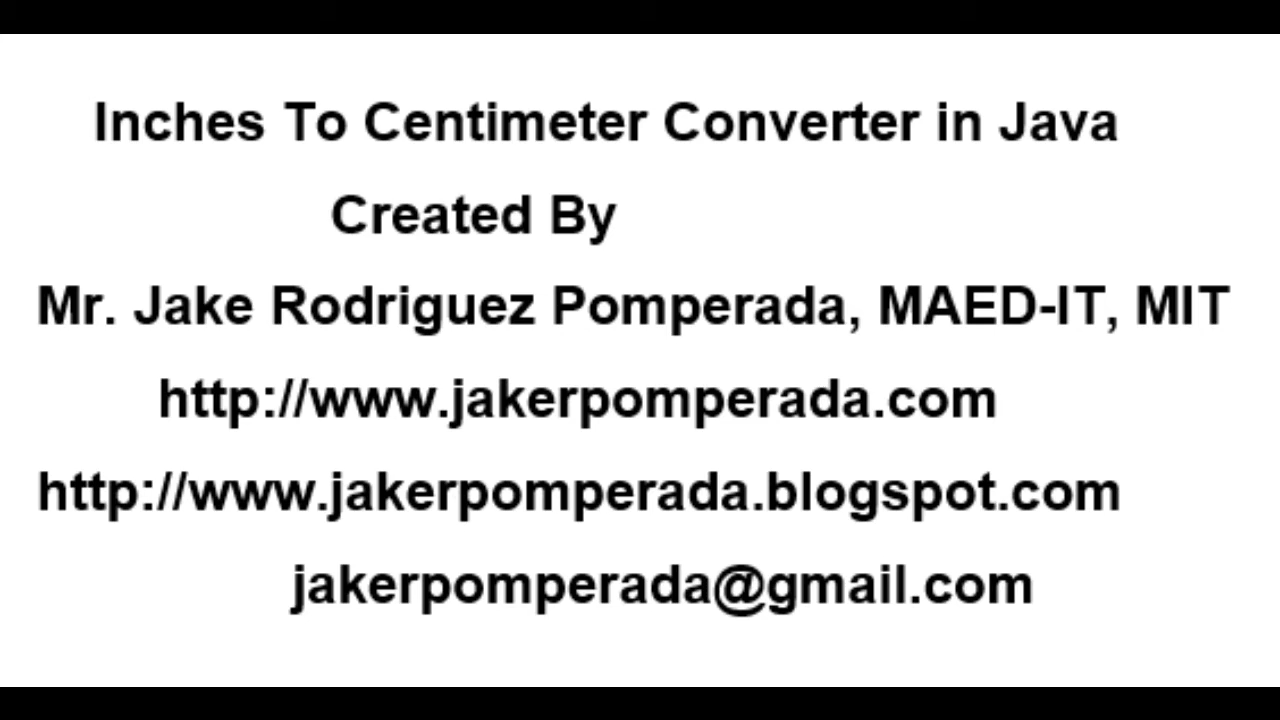 Inches To Centimeter Converter in Java
Created By
Mr. Jake Rodriguez Pomperada, MAED-IT, MIT
http://www.jakerpomperada.com
http://www.jakerpomperada.blogspot.com
jakerpomperada@gmail.com